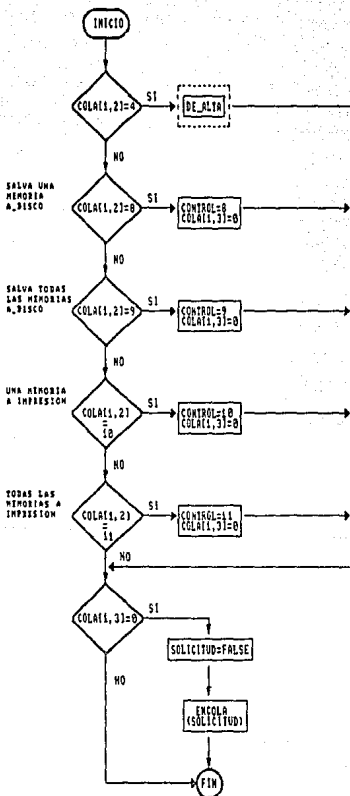 INICIO
COLA[1,2]=4
SI
DE_ALTA
NO
SALVA UNA
MEMORIA
A_DISCO
COLA[1,2]=8
SI
CONTROL=8
COLA[1,3]=0
NO
SALVA TODAS
LAS MEMORIAS
A_DISCO
COLA[1,2]=9
SI
CONTROL=9
COLA[1,3]=0
NO
UNA MEMORIA
A IMPRESION
COLA[1,2]
=
10
SI
CONTROL=10
COLA[1,3]=0
NO
TODAS LAS
MEMORIAS A
IMPRESION
COLA[1,2]
=
11
SI
CONTROL=11
COLA[1,3]=0
NO
COLA[1,3]=0
SI
SOLICITUD=FALSE
NO
ENCOLA
(SOLICITUD)
FIN